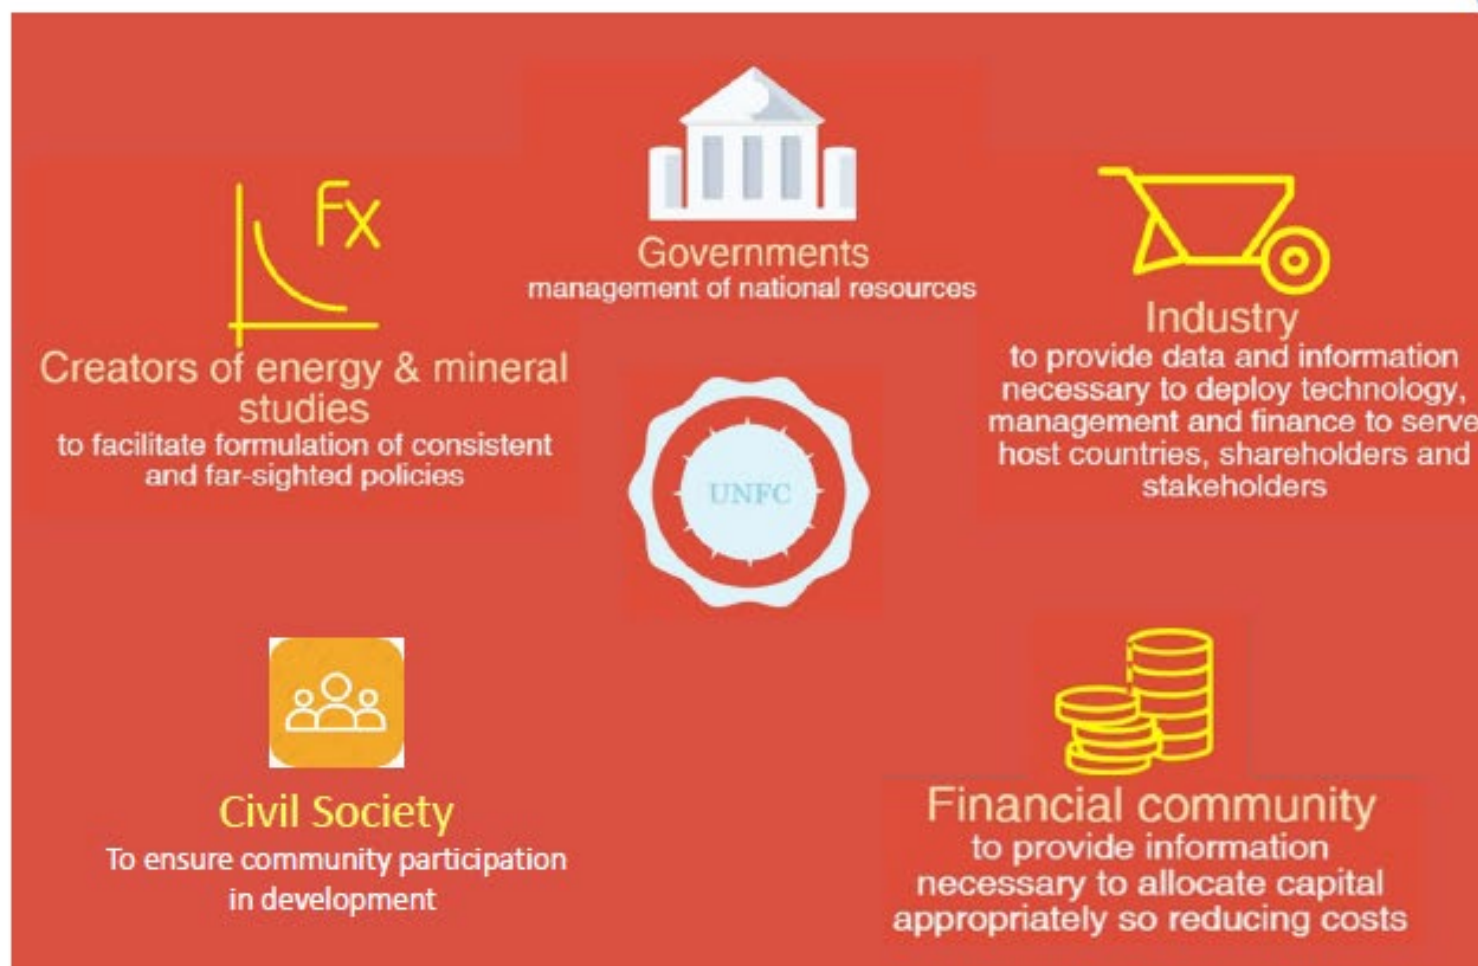 Governments
management of national resources
Fx
Creators of energy & mineral
studies
to facilitate formulation of consistent
and far-sighted policies
Industry
to provide data and information
necessary to deploy technology,
management and finance to serve
host countries, shareholders and
stakeholders
UNFC
Civil Society
To ensure community participation
in development
Financial community
to provide information
necessary to allocate capital
appropriately so reducing costs